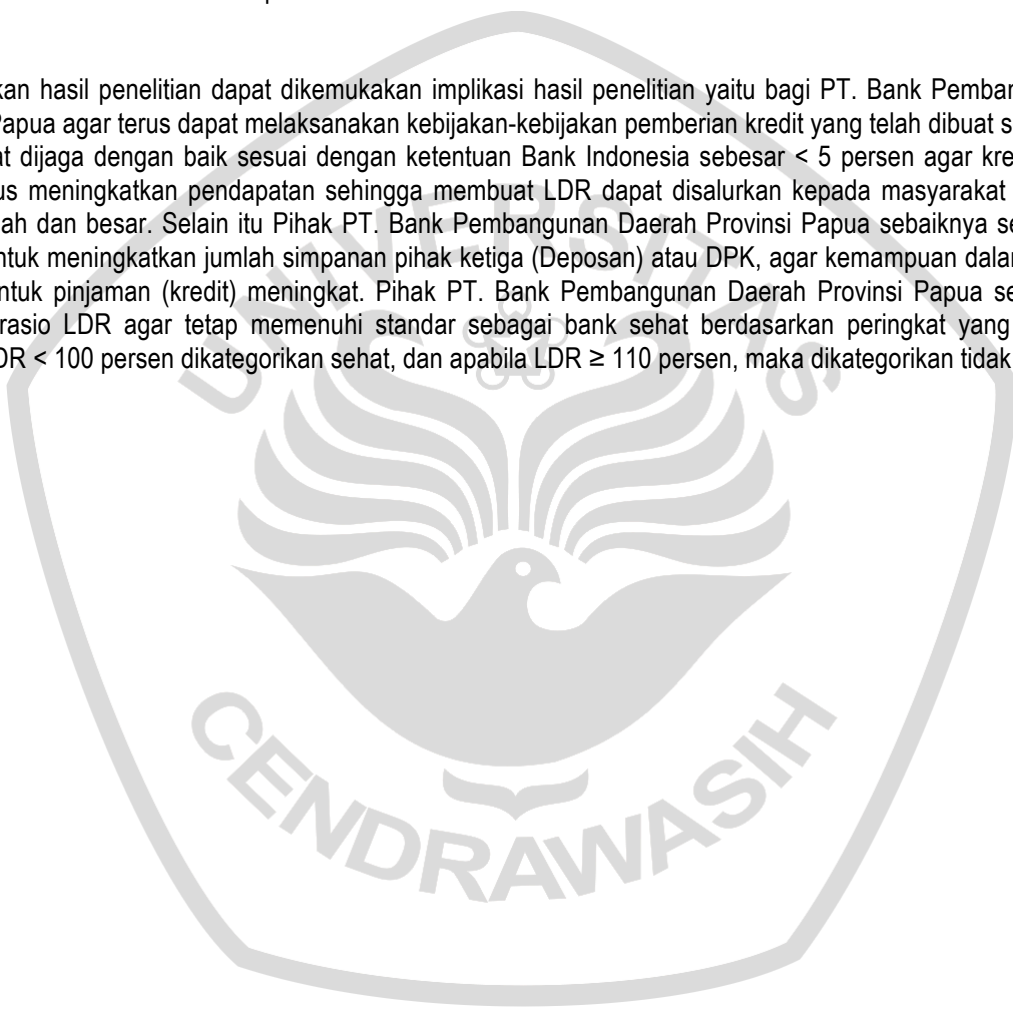 kan hasil penelitian dapat dikemukakan implikasi hasil penelitian yaitu bagi PT. Bank Pemban
Papua agar terus dapat melaksanakan kebijakan-kebijakan pemberian kredit yang telah dibuat s
at dijaga dengan baik sesuai dengan ketentuan Bank Indonesia sebesar < 5 persen agar kre
us meningkatkan pendapatan sehingga membuat LDR dapat disalurkan kepada masyarakat
ah dan besar. Selain itu Pihak PT. Bank Pembangunan Daerah Provinsi Papua sebaiknya se
ntuk meningkatkan jumlah simpanan pihak ketiga (Deposan) atau DPK, agar kemampuan dalan
ntuk pinjaman (kredit) meningkat. Pihak PT. Bank Pembangunan Daerah Provinsi Papua se
rasio LDR agar tetap memenuhi standar sebagai bank sehat berdasarkan peringkat yang
DR < 100 persen dikategorikan sehat, dan apabila LDR ≥ 110 persen, maka dikategorikan tidak
UNIVERSITAS
CENDRAWASIH